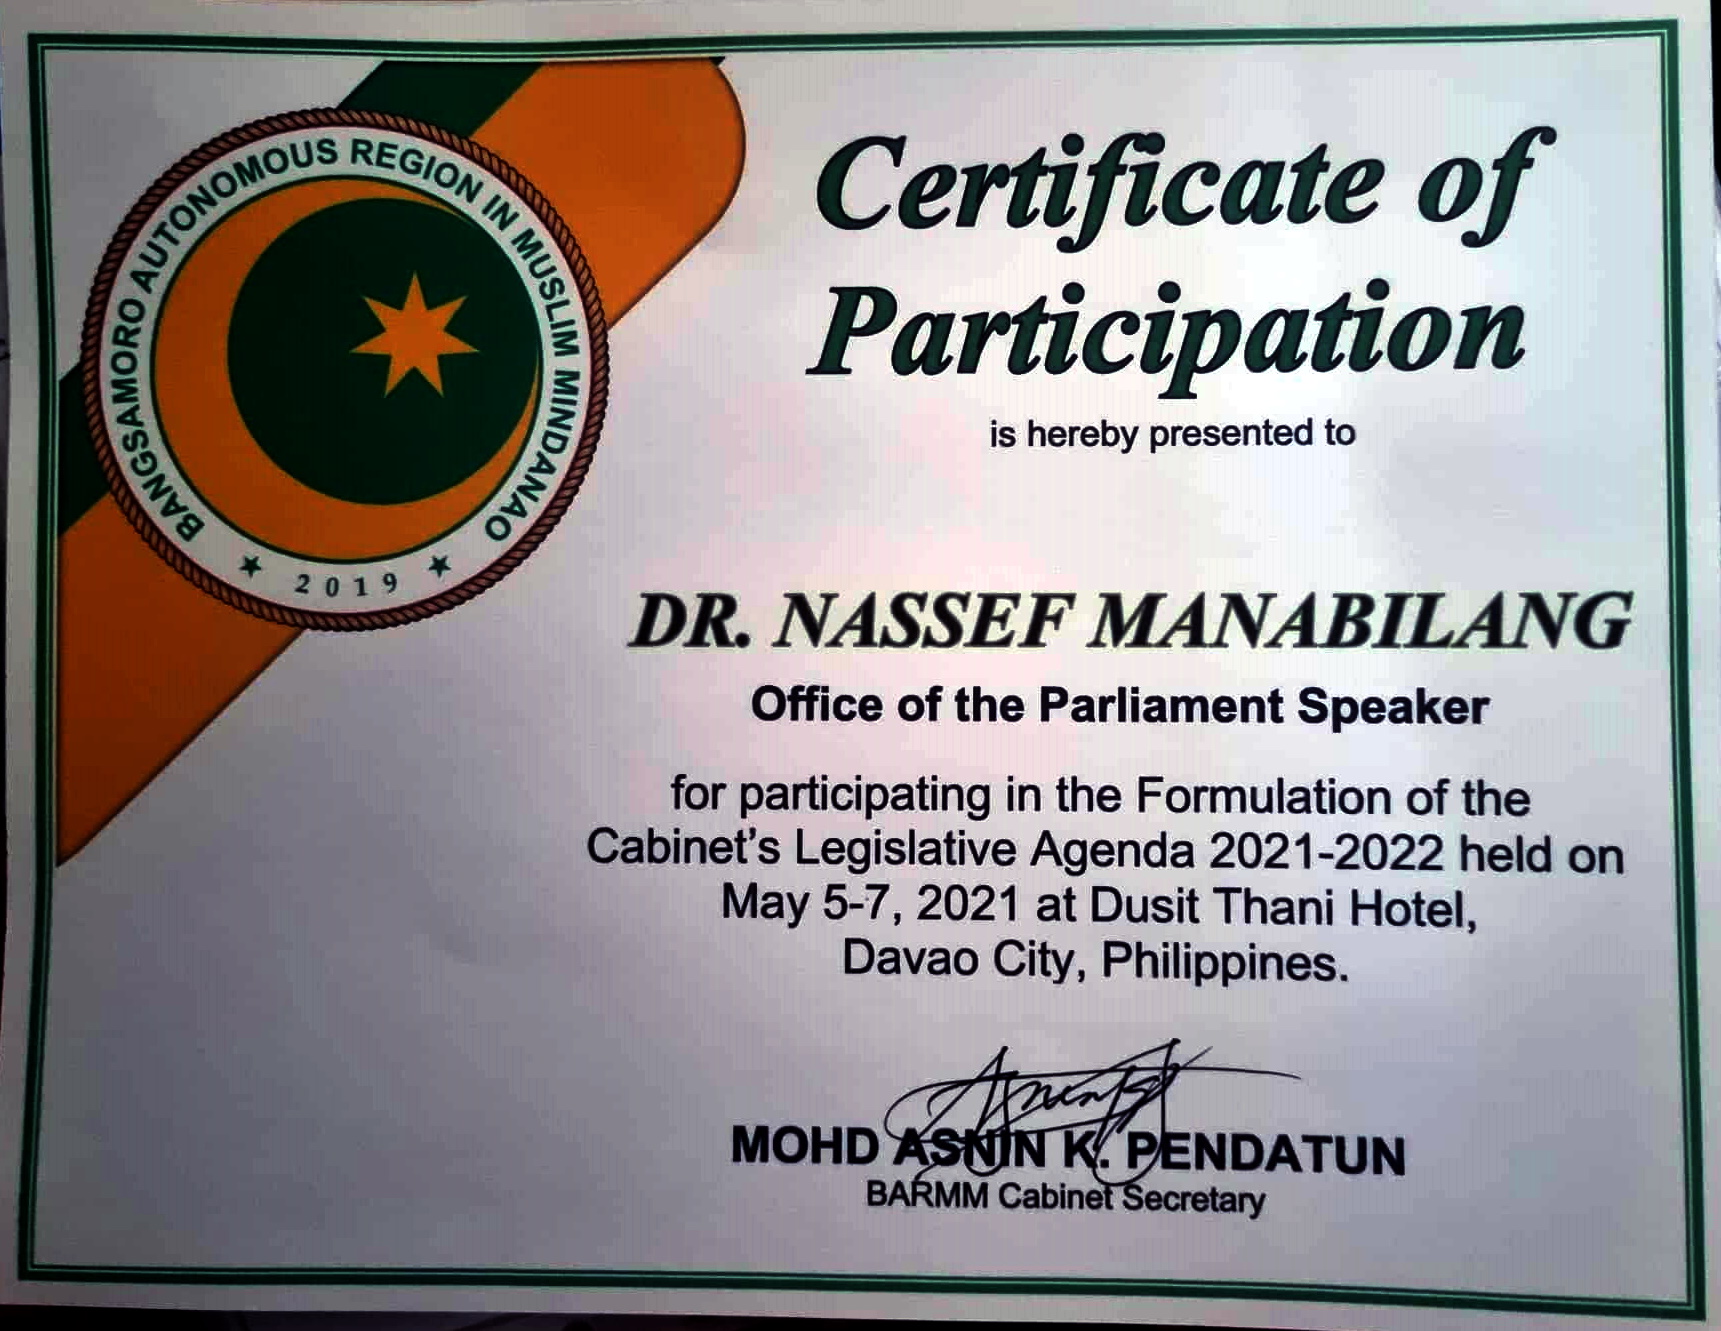 BANGSAMORO AUTONOMOUS REGION IN MUSLIM MINDANAO
2019
Certificate of
Participation
is hereby presented to
DR. NASSEF MANABILANG
Office of the Parliament Speaker
for participating in the Formulation of the
Cabinet's Legislative Agenda 2021-2022 held on
May 5-7, 2021 at Dusit Thani Hotel,
Davao City, Philippines.
MOHD ASNIN K. PENDATUN
BARMM Cabinet Secretary